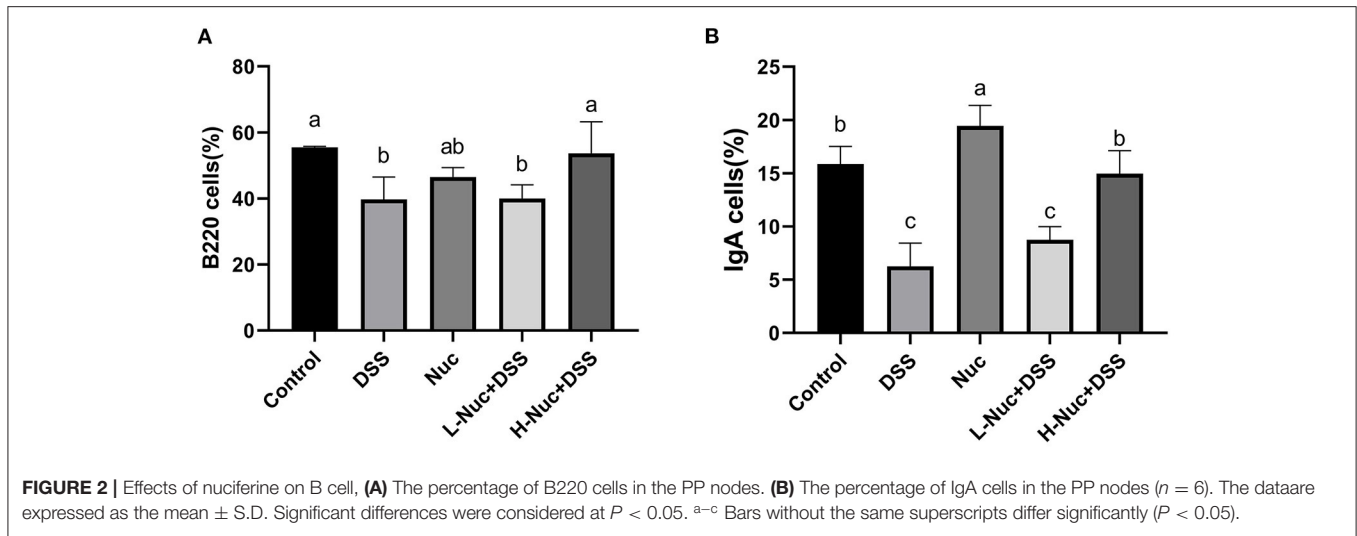 A
B220 cells(%)
80
60
40
20
0
a
b
ab
b
a
Control
DSS
Nuc
L-Nuc+DSS
H-Nuc+DSS
B
IgA cells(%)
25
20
15
10
5
0
b
c
a
c
b
Control
DSS
Nuc
L-Nuc+DSS
H-Nuc+DSS
FIGURE 2 | Effects of nuciferine on B cell, (A) The percentage of B220 cells in the PP nodes. (B) The percentage of IgA cells in the PP nodes (n = 6). The dataare
expressed as the mean ± S.D. Significant differences were considered at P < 0.05. a–c Bars without the same superscripts differ significantly (P < 0.05).